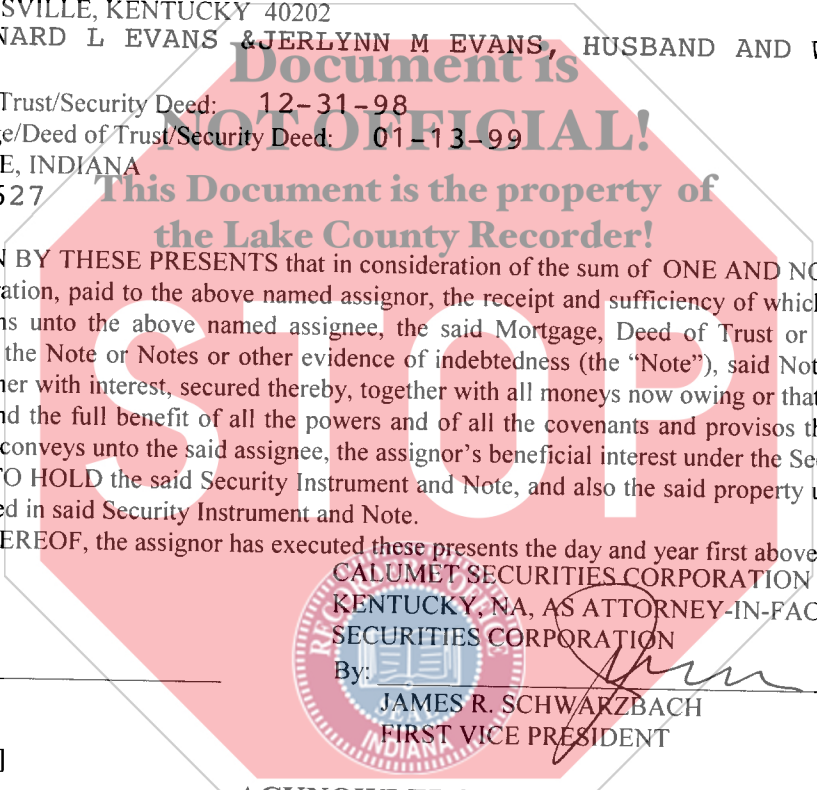 SVILLE, KENTUCKY 40202
NARD L EVANS &JERLYNN M EVANS, HUSBAND AND
Document is
Trust/Security Deed: 12-31-98
NOT OFFICIAL!
e/Deed of Trust/Security Deed: 01-13-99
E, INDIANA
This Document is the property of
527
the Lake County Recorder!
BY THESE PRESENTS that in consideration of the sum of ONE AND NO
ation, paid to the above named assignor, the receipt and sufficiency of which
ns unto the above named assignee, the said Mortgage, Deed of Trust or
the Note or Notes or other evidence of indebtedness (the “Note”), said Not
her with interest, secured thereby, together with all moneys now owing or that
nd the full benefit of all the powers and of all the covenants and provisos th
conveys unto the said assignee, the assignor’s beneficial interest under the Se
TO HOLD the said Security Instrument and Note, and also the said property u
ed in said Security Instrument and Note.
STOP
EREOF, the assignor has executed these presents the day and year first above
CALUMET SECURITIES CORPORATION
KENTUCKY, NA, AS ATTORNEY-IN-FAC
SECURITIES CORPORATION
By:
JAMES R. SCHWARZBACH
FIRST VICE PRESIDENT
SEAL
INDIANA
]